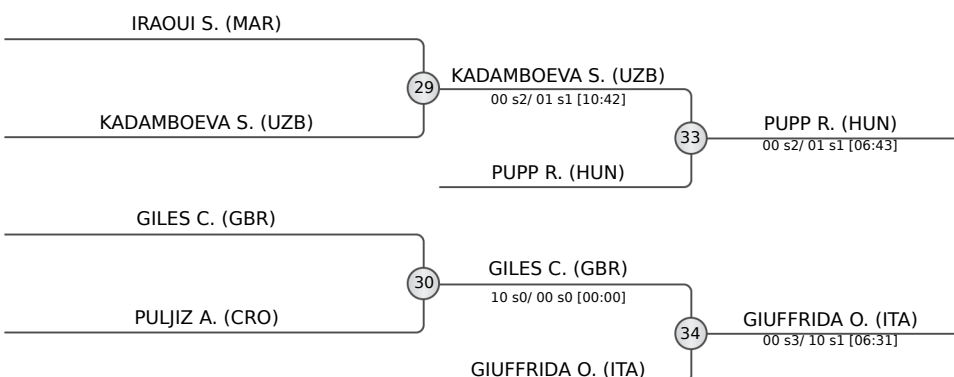 IRAOUI S. (MAR)
29
KADAMBOEVA S. (UZB)
00 s2/ 01 s1 [10:42]
KADAMBOEVA S. (UZB)
33
PUPP R. (HUN)
00 s2/ 01 s1 [06:43]
PUPP R. (HUN)
GILES C. (GBR)
30
GILES C. (GBR)
10 s0/ 00 s0 [00:00]
PULJIZ A. (CRO)
34
GIUFFRIDA O. (ITA)
00 s3/ 10 s1 [06:31]
GIUFFRIDA O. (ITA)